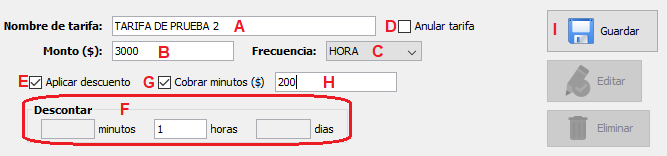 Nombre de tarifa: TARIFA DE PRUEBA 2 A D Anular tarifa I Guardar
Monto ($): 3000 B Frecuencia: HORA C
E Aplicar descuento G Cobrar minutos ($) 200 H Editar
Descontar F
minutos 1 horas dias Eliminar